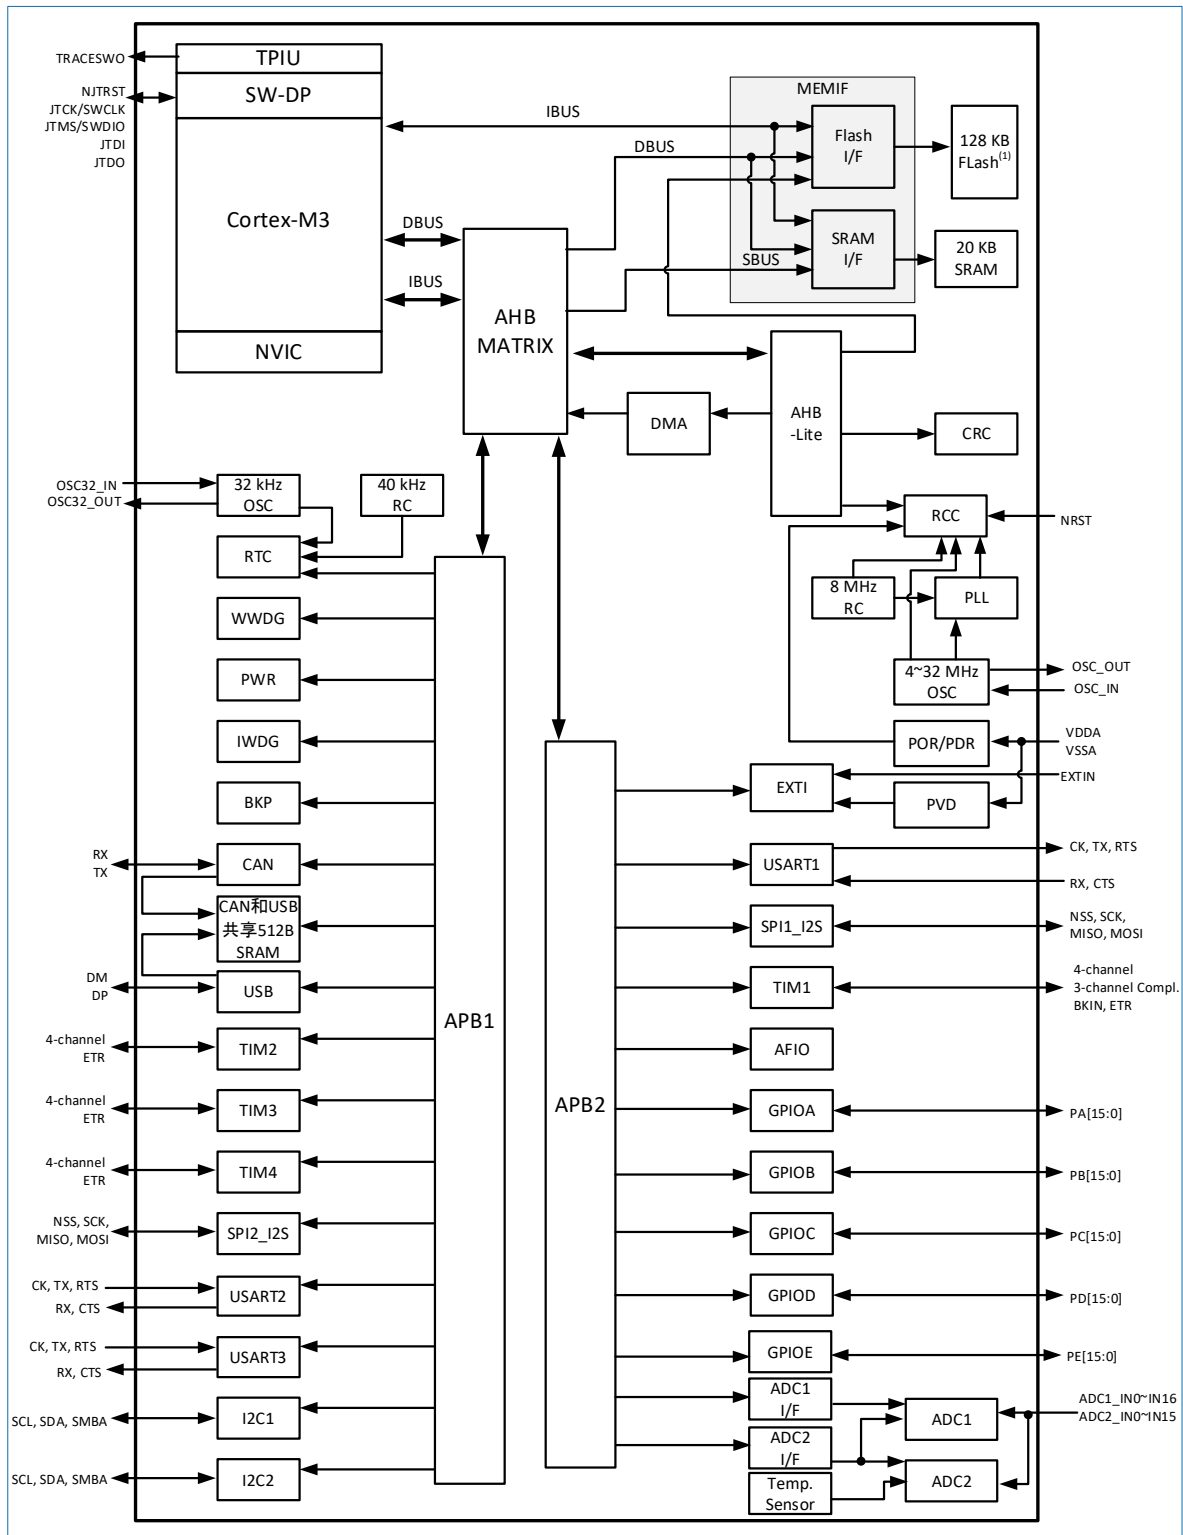 TRACESWO
TPIU
NJTRST
JTCK/SWCLK
JTMS/SWDIO
JTDI
JTDO
SW-DP
Cortex-M3
NVIC
IBUS
DBUS
DBUS
IBUS
SBUS
AHB
MATRIX
MEMIF
Flash
I/F
SRAM
I/F
128 KB
FLash(1)
20 KB
SRAM
DMA
AHB
-Lite
CRC
RCC
NRST
8 MHz
RC
PLL
4~32 MHz
OSC
OSC_OUT
OSC_IN
POR/PDR
VDDA
VSSA
EXTIN
PVD
OSC32_IN
OSC32_OUT
32 kHz
OSC
40 kHz
RC
RTC
WWDG
PWR
IWDG
BKP
RX
TX
CAN
CAN和USB
共享512B
SRAM
DM
DP
USB
4-channel
ETR
TIM2
4-channel
ETR
TIM3
4-channel
ETR
TIM4
NSS, SCK,
MISO, MOSI
SPI2_I2S
CK, TX, RTS
RX, CTS
USART2
CK, TX, RTS
RX, CTS
USART3
SCL, SDA, SMBA
I2C1
SCL, SDA, SMBA
I2C2
APB1
APB2
EXTI
USART1
CK, TX, RTS
RX, CTS
SPI1_I2S
NSS, SCK,
MISO, MOSI
TIM1
4-channel
3-channel Compl.
BKIN, ETR
AFIO
GPIOA
PA[15:0]
GPIOB
PB[15:0]
GPIOC
PC[15:0]
GPIOD
PD[15:0]
GPIOE
PE[15:0]
ADC1
I/F
ADC1
ADC1_IN0~IN16
ADC2_IN0~IN15
ADC2
I/F
ADC2
Temp.
Sensor